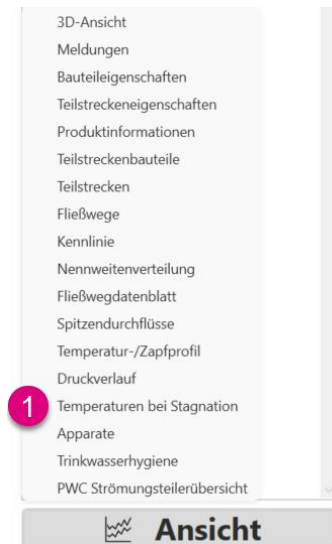 3D-Ansicht
Meldungen
Bauteileigenschaften
Teilstreckeneigenschaften
Produktinformationen
Teilstreckenbauteile
Teilstrecken
Fließwege
Kennlinie
Nennweitenverteilung
Fließwegdatenblatt
Spitzendurchflüsse
Temperatur-/Zapfprofil
Druckverlauf
1 Temperaturen bei Stagnation
Apparate
Trinkwasserhygiene
PWC Strömungsteilerübersicht
Ansicht